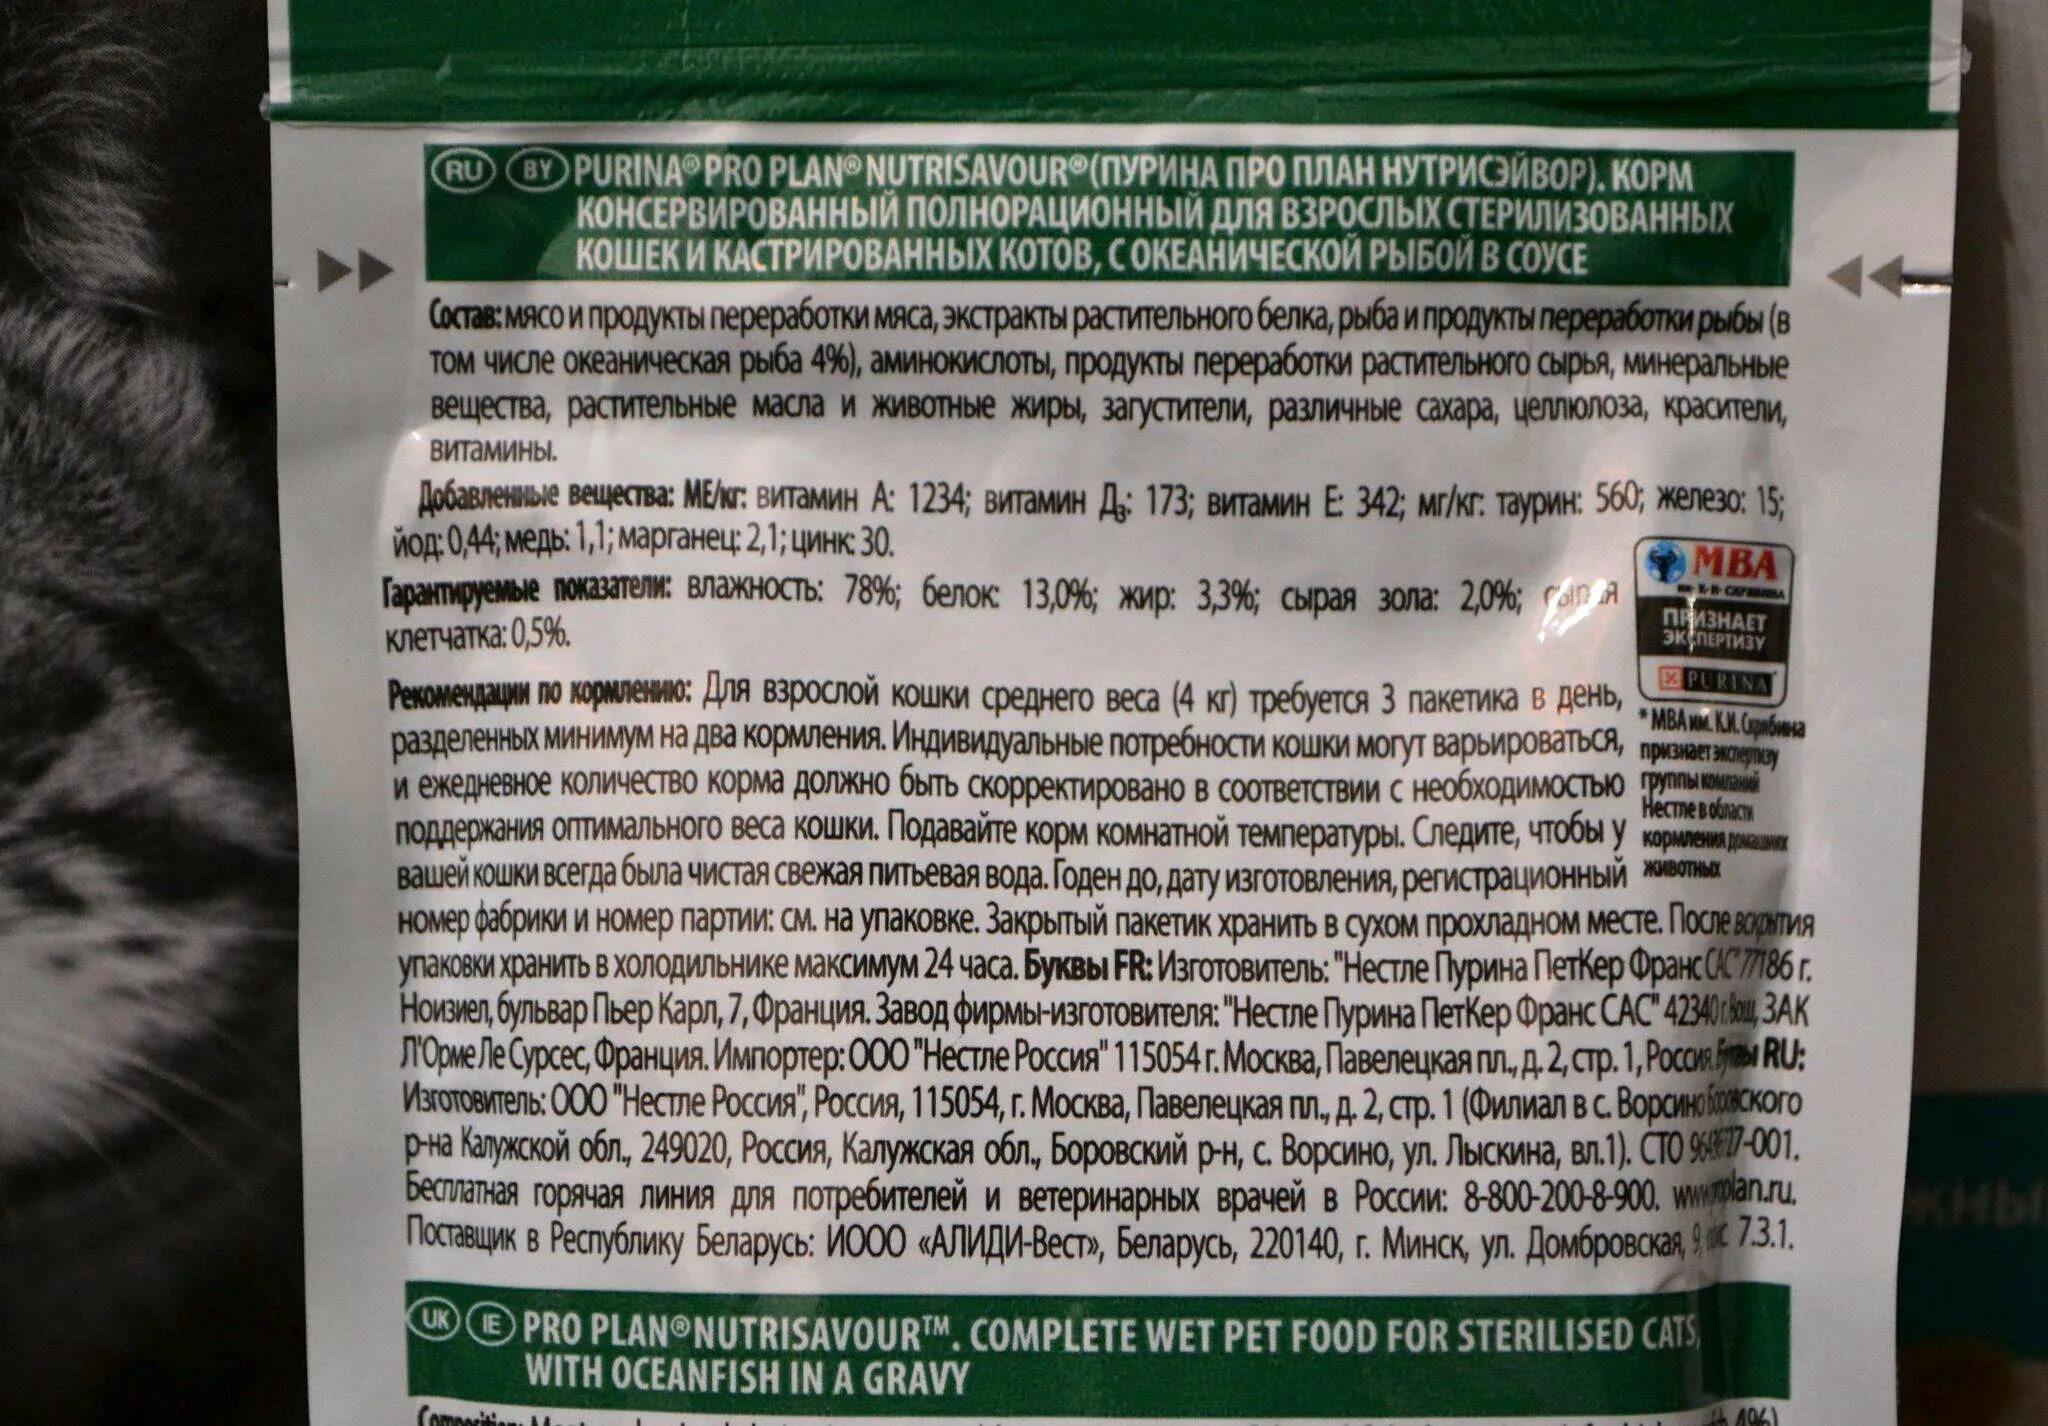 RU BY PURINA® PRO PLAN® NUTRISAVOUR® (ПУРИНА ПРО ПЛАН НУТРИСЭЙВОР). КОРМ
КОНСЕРВИРОВАННЫЙ ПОЛНОРАЦИОННЫЙ ДЛЯ ВЗРОСЛЫХ СТЕРИЛИЗОВАННЫХ
КОШЕК И КАСТРИРОВАННЫХ КОТОВ, С ОКЕАНИЧЕСКОЙ РЫБОЙ В СОУСЕ
Состав: мясо и продукты переработки мяса, экстракты растительного белка, рыба и продукты переработки рыбы (в
том числе океаническая рыба 4%), аминокислоты, продукты переработки растительного сырья, минеральные
вещества, растительные масла и животные жиры, загустители, различные сахара, целлюлоза, красители,
витамины.
Добавленные вещества: МЕ/кг: витамин А: 1234; витамин Д3: 173; витамин Е: 342; мг/кг: таурин: 560; железо: 15;
йод: 0,44; медь: 1,1; марганец: 2,1; цинк: 30.
Гарантируемые показатели: влажность: 78%; белок: 13,0%; жир: 3,3%; сырая зола: 2,0%; сырая
клетчатка: 0,5%.
МВА
им. К.И. СКРЯБИНА
ПРИЗНАЕТ
ЭКСПЕРТИЗУ
PURINA
* МВА им. К.И. Скрябина
признает экспертизу
группы компаний
Нестле в области
кормления домашних
животных
Рекомендации по кормлению: Для взрослой кошки среднего веса (4 кг) требуется 3 пакетика в день,
разделенных минимум на два кормления. Индивидуальные потребности кошки могут варьироваться,
и ежедневное количество корма должно быть скорректировано в соответствии с необходимостью
поддержания оптимального веса кошки. Подавайте корм комнатной температуры. Следите, чтобы у
вашей кошки всегда была чистая свежая питьевая вода. Годен до, дату изготовления, регистрационный
номер фабрики и номер партии: см. на упаковке. Закрытый пакетик хранить в сухом прохладном месте. После вскрытия
упаковки хранить в холодильнике максимум 24 часа. Буквы FR: Изготовитель: "Нестле Пурина ПетКер Франс САС" 77186 г.
Ноизиел, бульвар Пьер Карл, 7, Франция. Завод фирмы-изготовителя: "Нестле Пурина ПетКер Франс САС" 42340 г. Вош, ЗАК
Л'Орме Ле Сурсес, Франция. Импортер: ООО "Нестле Россия" 115054 г. Москва, Павелецкая пл., д. 2, стр. 1, Россия. Буквы RU:
Изготовитель: ООО "Нестле Россия", Россия, 115054, г. Москва, Павелецкая пл., д. 2, стр. 1 (Филиал в с. Ворсино Боровского
р-на Калужской обл., 249020, Россия, Калужская обл., Боровский р-н, с. Ворсино, ул. Лыскина, вл.1). СТО
Бесплатная горячая линия для потребителей и ветеринарных врачей в России: 8-800-200-8-900. www.proplan.ru.
Поставщик в Республику Беларусь: ИООО «АЛИДИ-Вест», Беларусь, 220140, г. Минск, ул. Домбровская, 9, офис 7.3.1.
UK IE PRO PLAN® NUTRISAVOUR™. COMPLETE WET PET FOOD FOR STERILISED CATS,
WITH OCEANFISH IN A GRAVY
Composition: 4%)